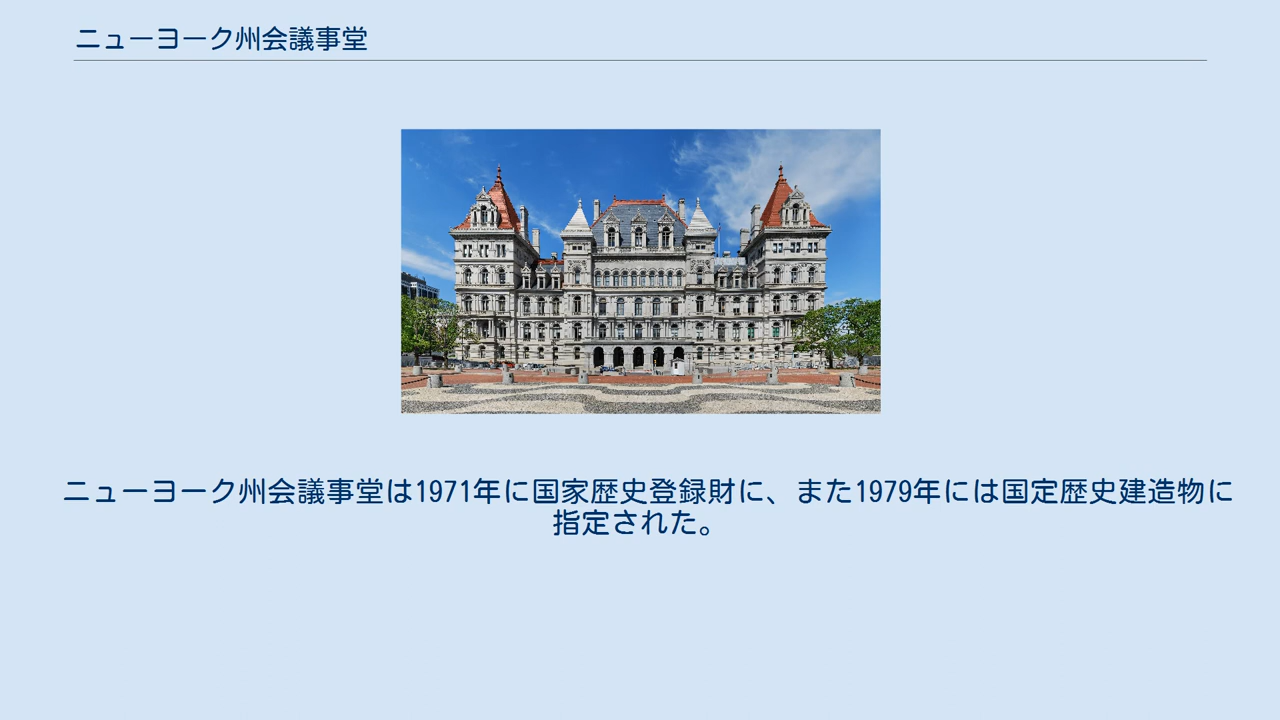 ニューヨーク州会議事堂
ニューヨーク州会議事堂は1971年に国家歴史登録財に、また1979年には国定歴史建造物に
指定された。